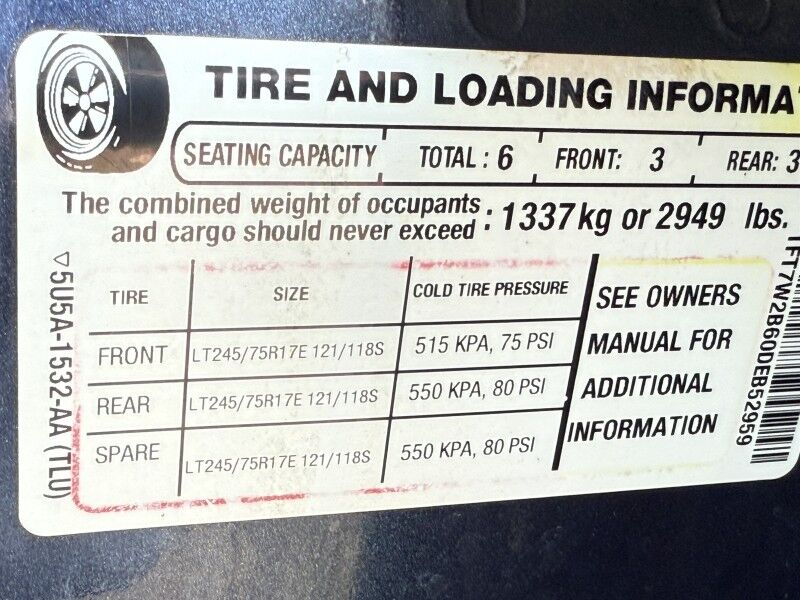 TIRE AND LOADING INFORMA
SEATING CAPACITY TOTAL : 6 FRONT: 3 REAR: 3
The combined weight of occupants
and cargo should never exceed : 1337 kg or 2949 lbs.
TIRE SIZE COLD TIRE PRESSURE
FRONT LT245/75R17E 121/118S 515 KPA, 75 PSI
REAR LT245/75R17E 121/118S 550 KPA, 80 PSI
SPARE LT245/75R17E 121/118S 550 KPA, 80 PSI
SEE OWNERS
MANUAL FOR
ADDITIONAL
INFORMATION
5U5A-1532-AA (TLU)
1FT7W2B60DEB52959